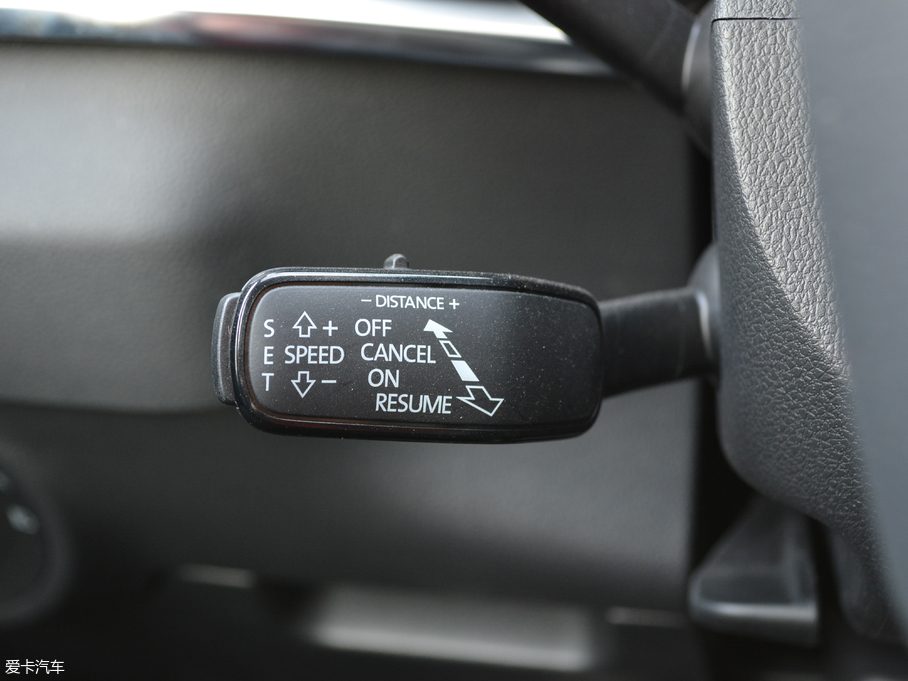 − DISTANCE +
S + OFF
E SPEED CANCEL
T − ON
RESUME
爱卡汽车